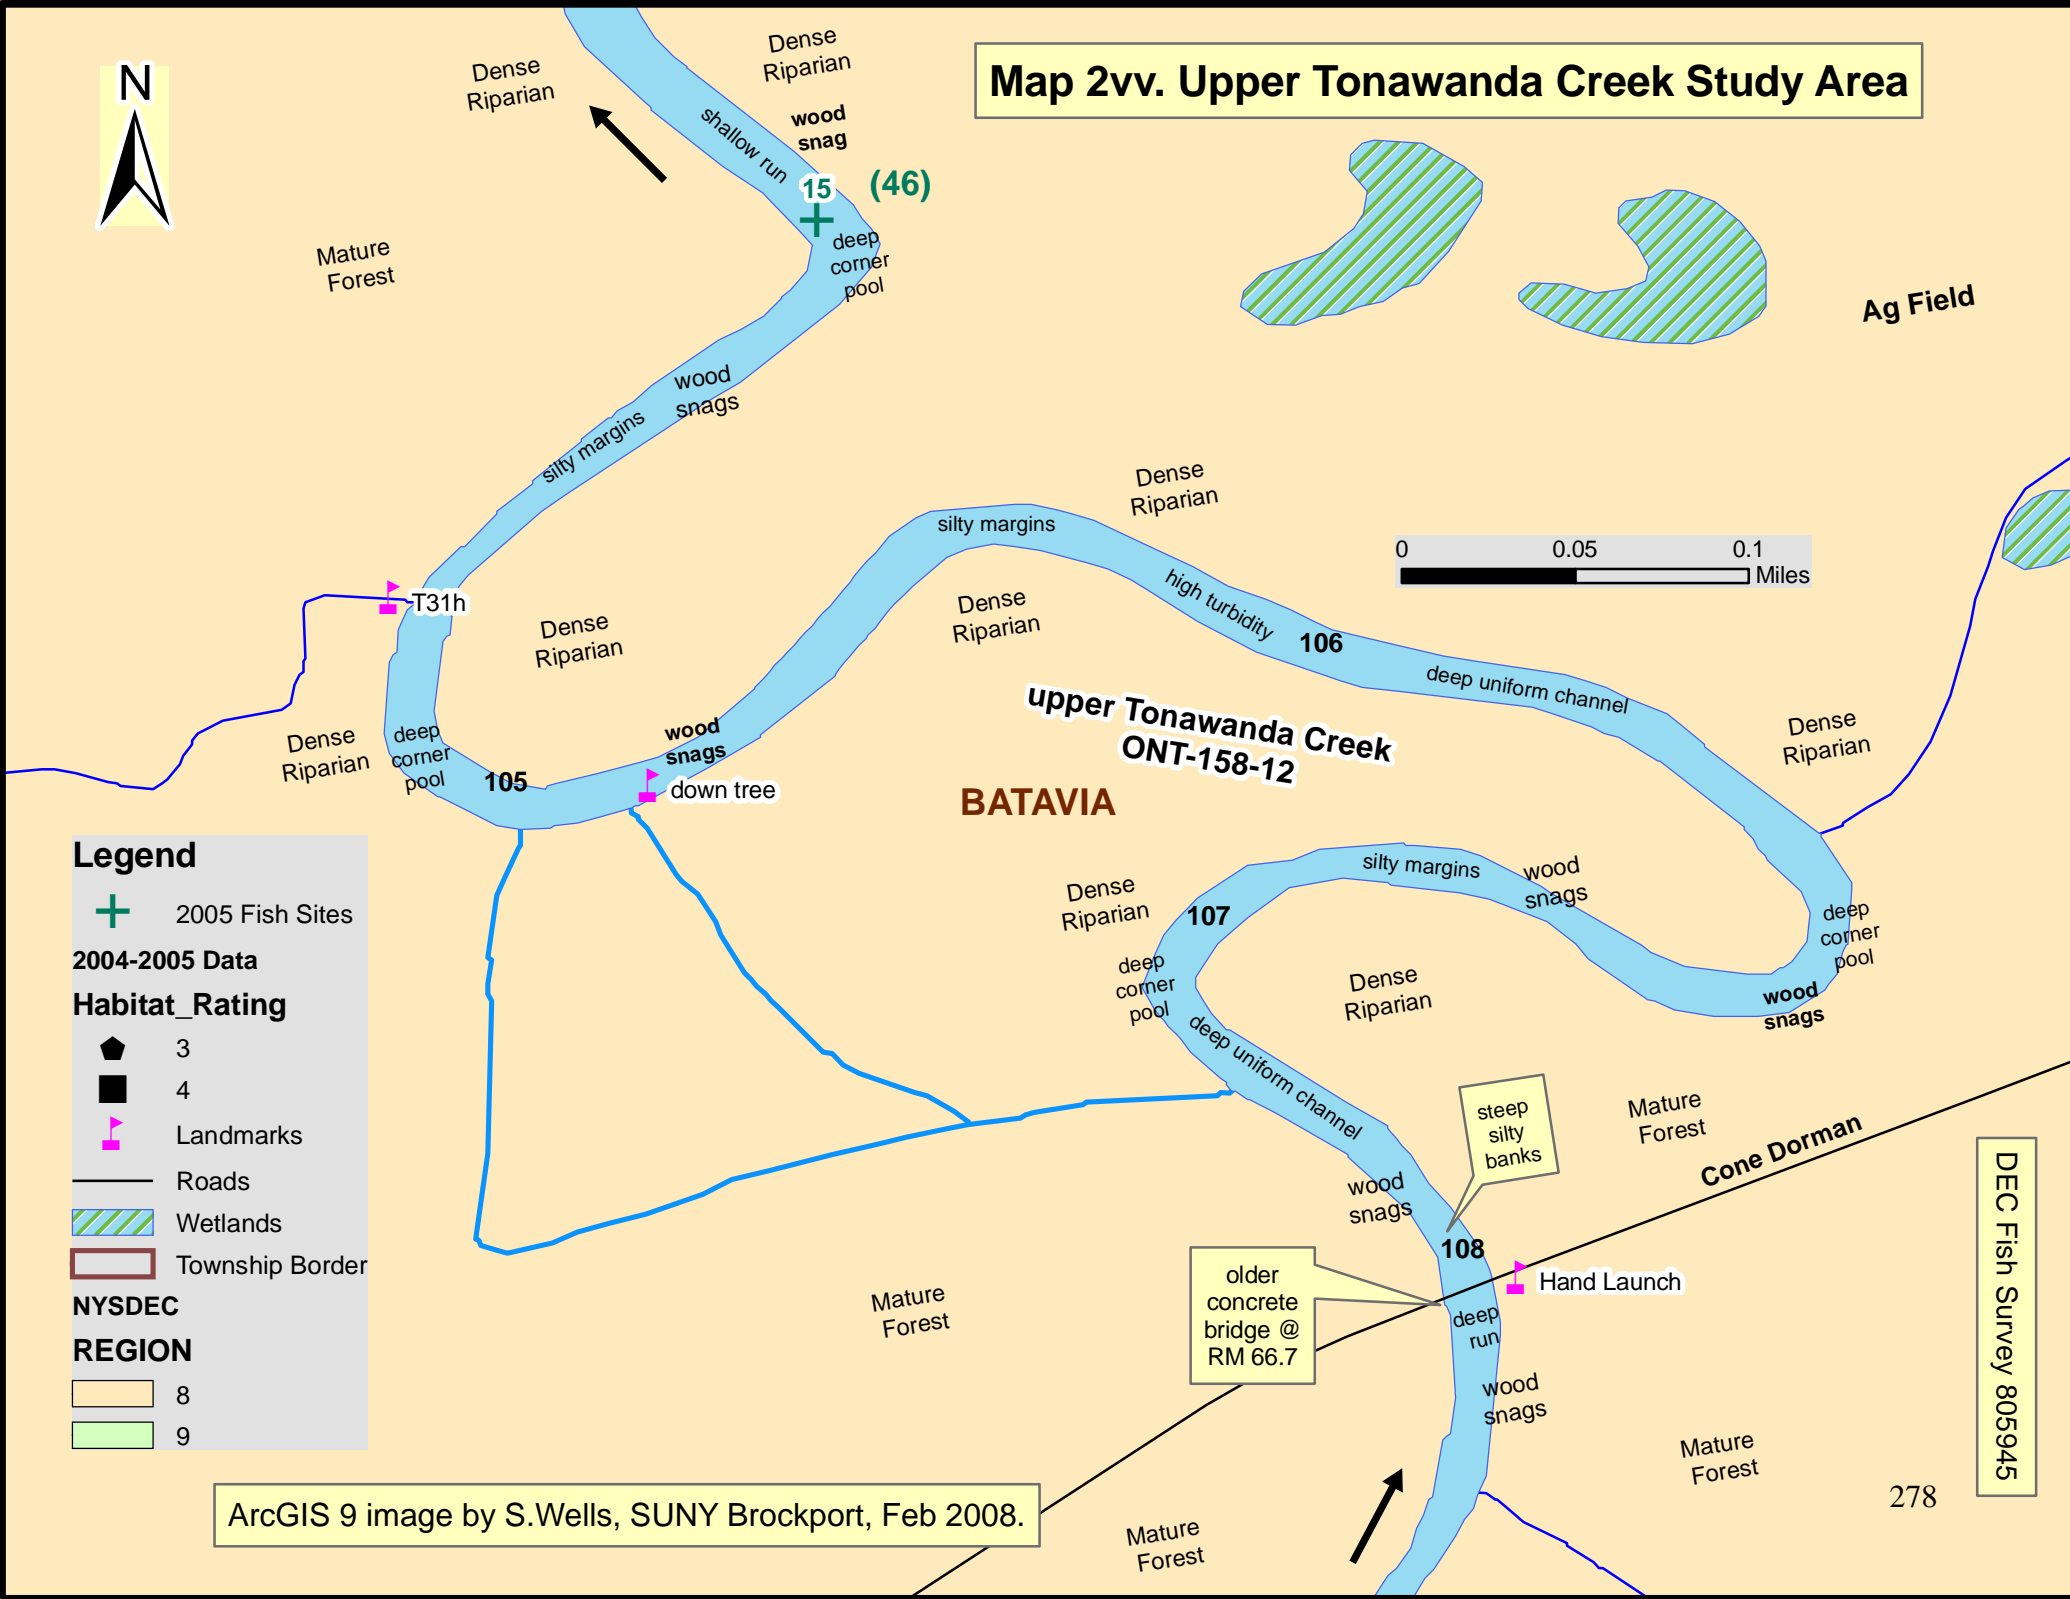 Map 2vv. Upper Tonawanda Creek Study Area
N
Dense
Riparian
Dense
Riparian
wood
snag
shallow run
15
(46)
deep
corner
pool
Mature
Forest
Ag Field
wood
snags
silty margins
Dense
Riparian
silty margins
0 0.05 0.1
Miles
high turbidity
106
deep uniform channel
T31h
Dense
Riparian
Dense
Riparian
upper Tonawanda Creek
ONT-158-12
BATAVIA
Dense
Riparian
Dense
Riparian
deep
corner
pool
105
wood
snags
down tree
silty margins
wood
snags
Dense
Riparian
107
deep
corner
pool
deep
corner
pool
wood
snags
Dense
Riparian
deep uniform channel
steep
silty
banks
Mature
Forest
Cone Dorman
wood
snags
108
Hand Launch
older
concrete
bridge @
RM 66.7
deep
run
wood
snags
Mature
Forest
Mature
Forest
Mature
Forest
Legend
2005 Fish Sites
2004-2005 Data
Habitat_Rating
3
4
Landmarks
Roads
Wetlands
Township Border
NYSDEC
REGION
8
9
ArcGIS 9 image by S.Wells, SUNY Brockport, Feb 2008.
DEC Fish Survey 805945
278